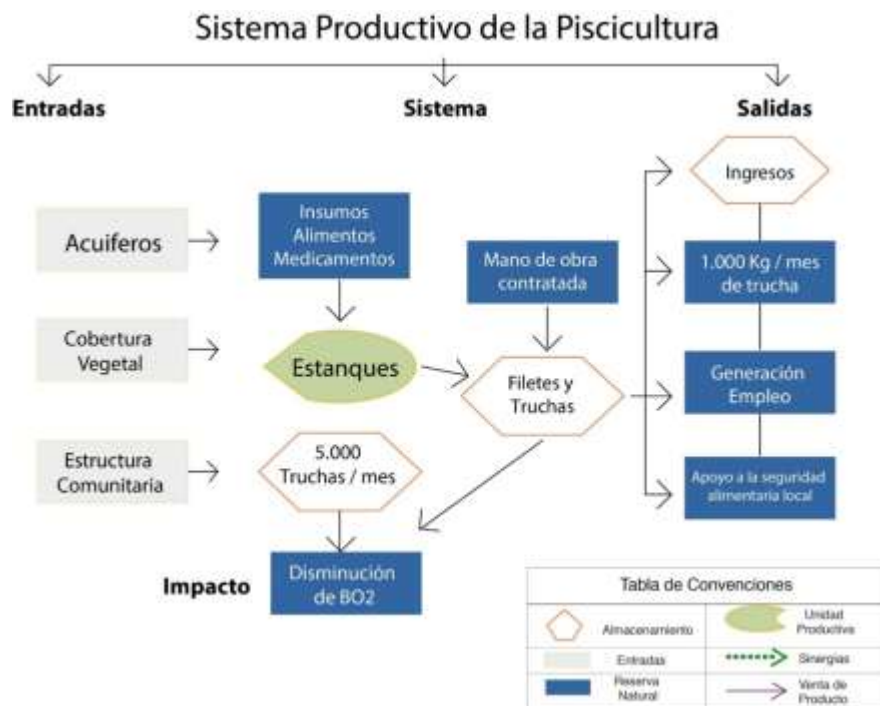 Sistema Productivo de la Piscicultura
Entradas
Sistema
Salidas
Acuiferos
Cobertura
Vegetal
Estructura
Comunitaria
Insumos
Alimentos
Medicamentos
Estanques
5.000
Truchas / mes
Mano de obra
contratada
Filetes y
Truchas
Ingresos
1.000 Kg / mes
de trucha
Generación
Empleo
Apoyo a la seguridad
alimentaria local
Impacto
Disminución
de BO2
Tabla de Convenciones
Almacenamiento
Unidad
Productiva
Entradas
Sinergias
Reserva
Natural
Venta de
Producto